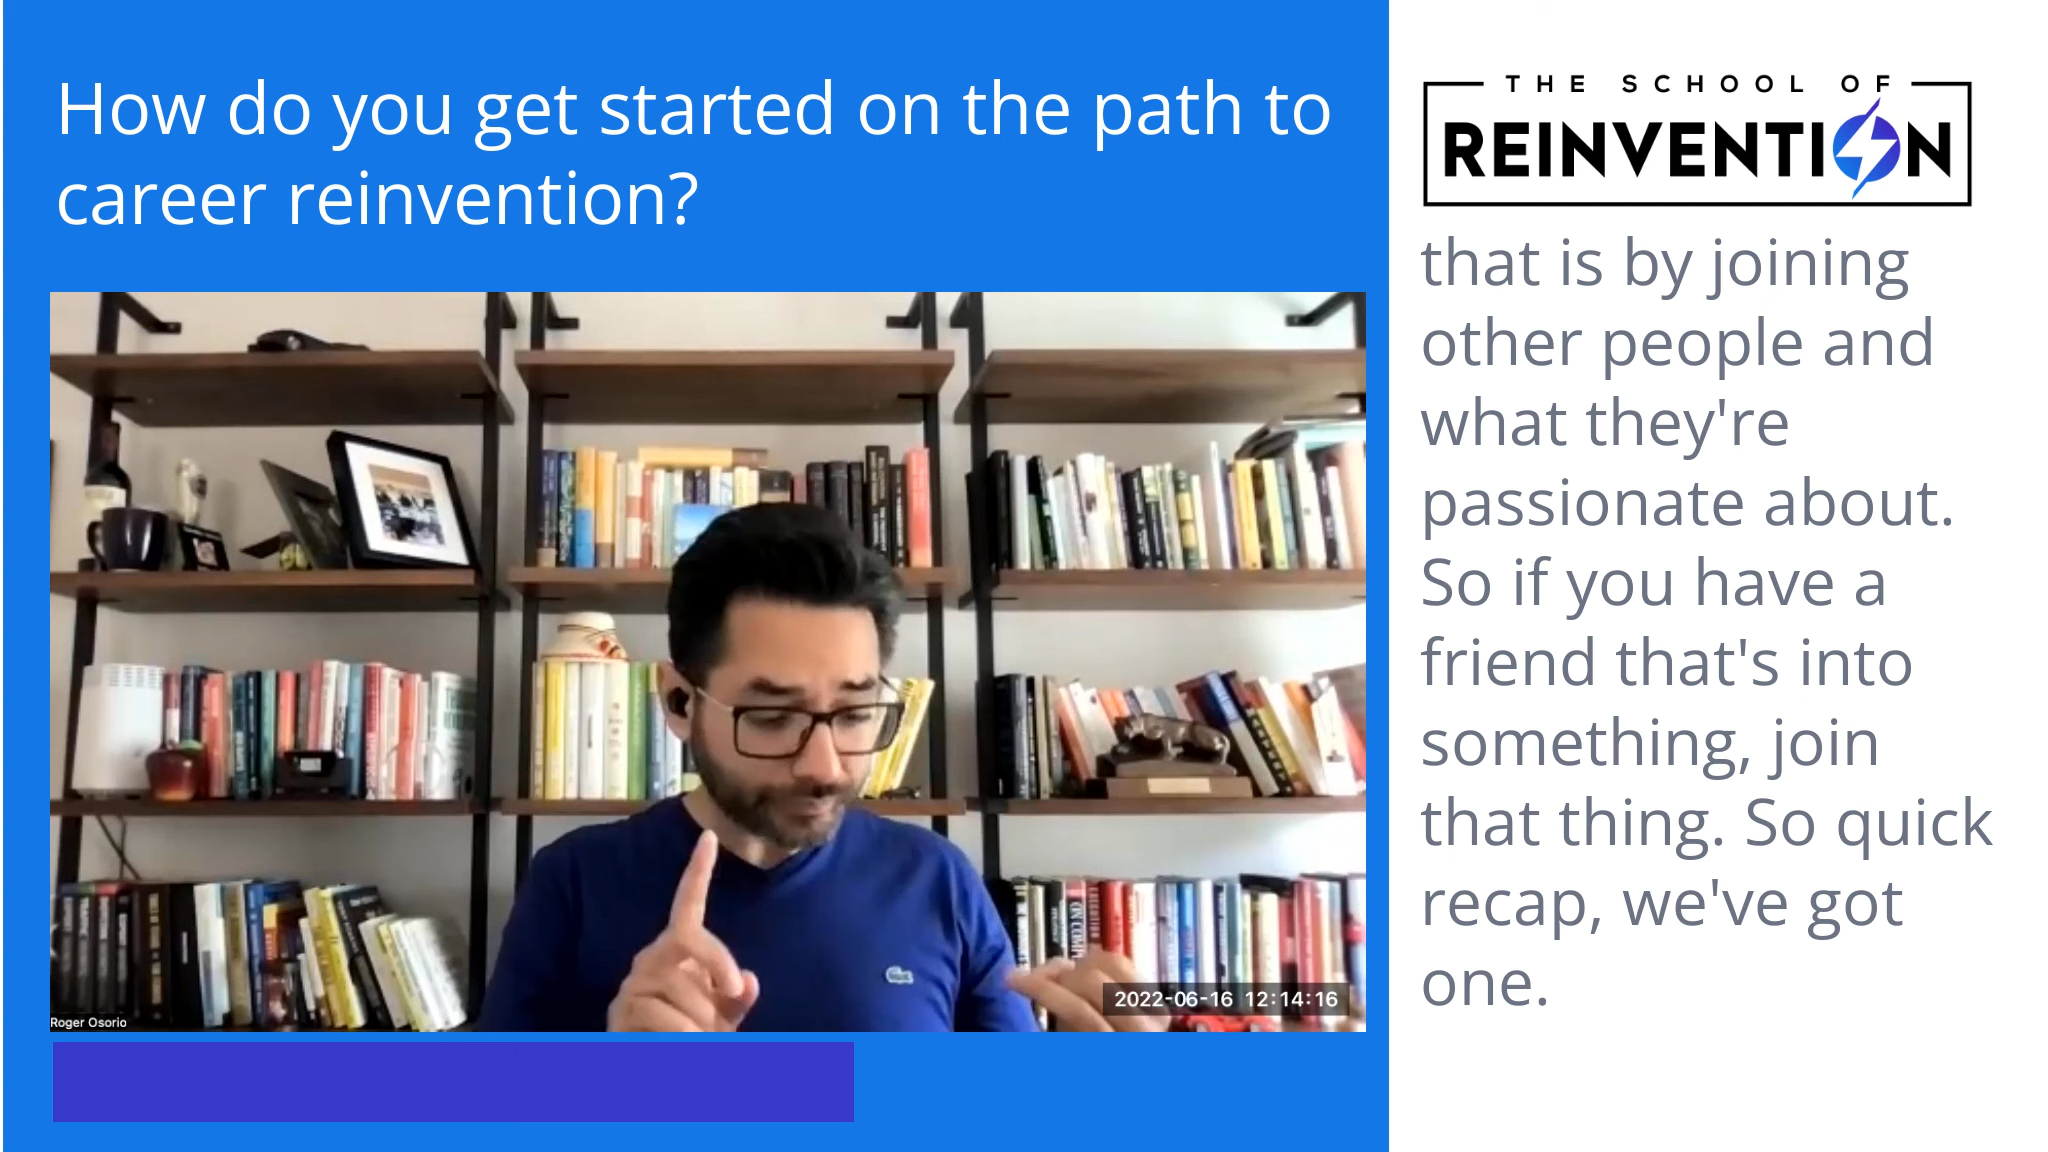 How do you get started on the path to
career reinvention?
THE SCHOOL OF
REINVENTION
that is by joining
other people and
what they're
passionate about.
So if you have a
friend that's into
something, join
that thing. So quick
recap, we've got
one.
2022-06-16 12:14:16
Roger Osorio